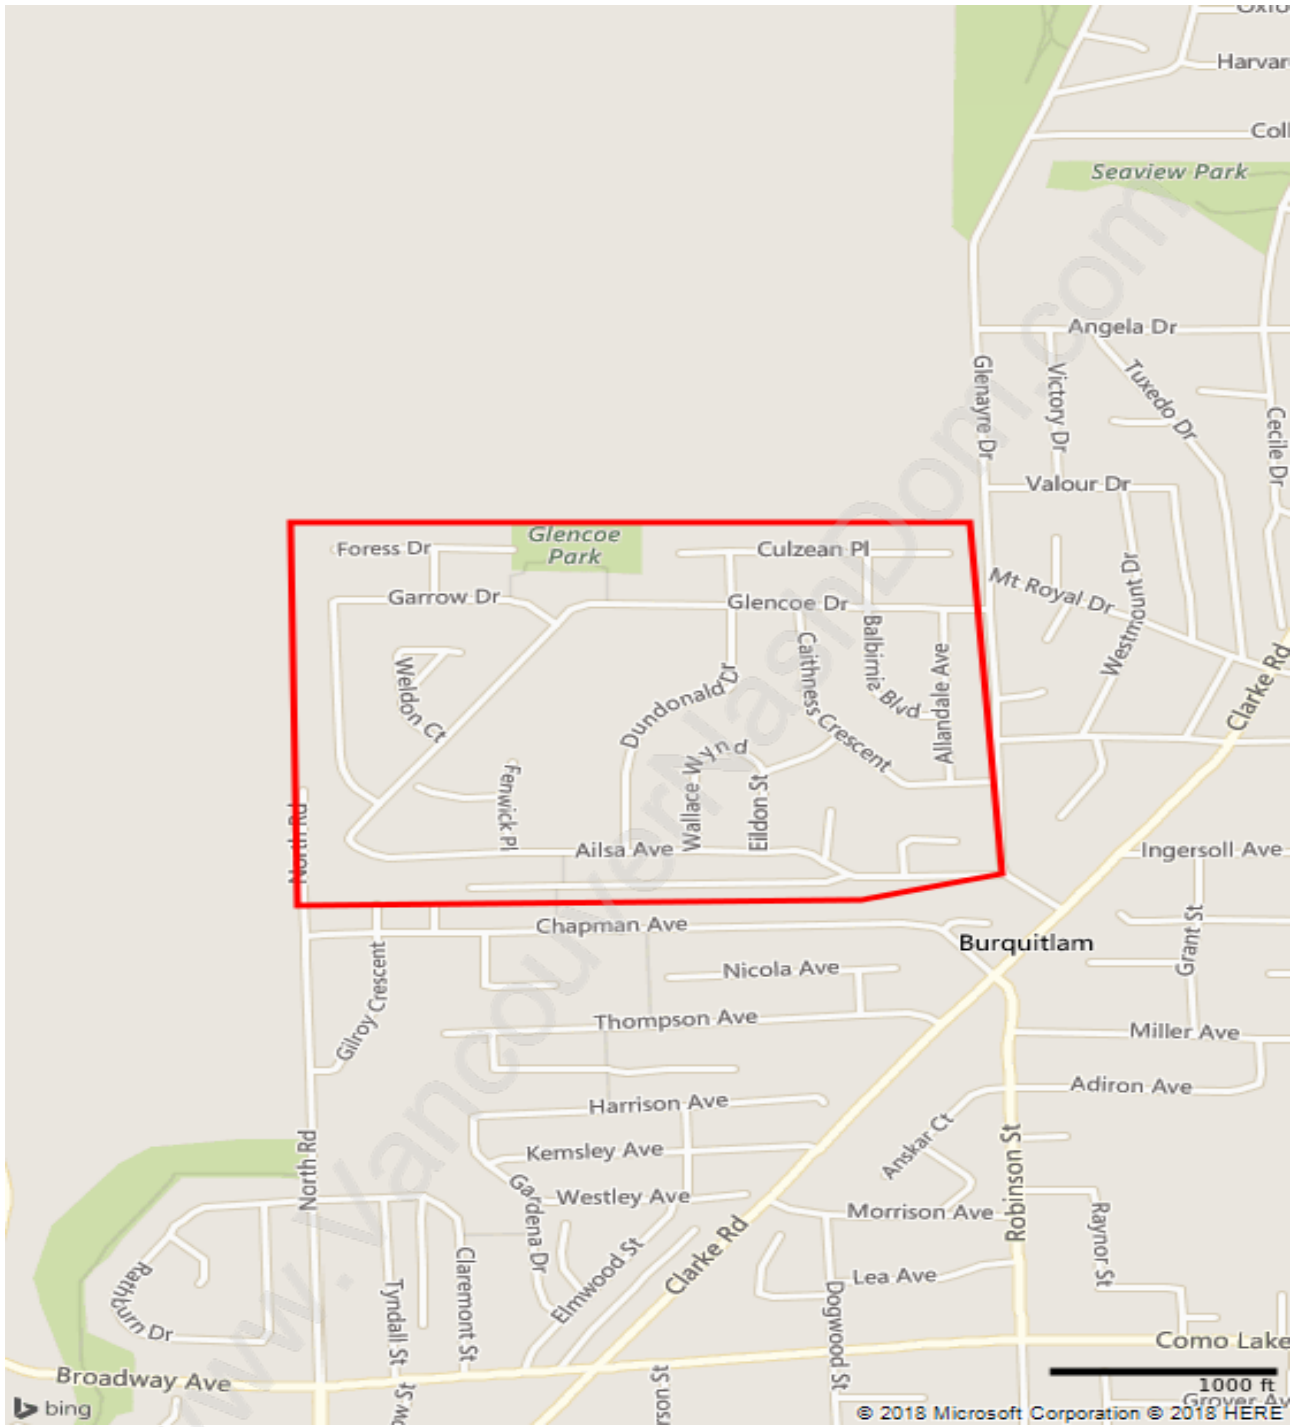 Harvar
Coll
Seaview Park
Angela Dr
Glenayre Dr
Victory Dr
Tuxedo Dr
Cecile Dr
Valour Dr
Glencoe
Park
Foress Dr
Culzean Pl
Mt Royal Dr
Westmount Dr
Garrow Dr
Glencoe Dr
Balbirnie Blvd
Caithness Crescent
Allandale Ave
Weldon Ct
Dundonald Dr
Clarke Rd
Wallace Wynd
Fenwick Pl
Eildon St
North Rd
Ailsa Ave
Ingersoll Ave
Chapman Ave
Burquitlam
Grant St
Gilroy Crescent
Nicola Ave
Thompson Ave
Miller Ave
Adiron Ave
Harrison Ave
Anskar Ct
Kemsley Ave
North Rd
Robinson St
Gardena Dr
Westley Ave
Morrison Ave
Raynor St
Rathburn Dr
Tyndall St
Claremont St
Elmwood St
Clarke Rd
Lea Ave
Dogwood St
Como Lake
Broadway Ave
1000 ft
Grover Av
bing
© 2018 Microsoft Corporation © 2018 HERE
www.VancouverNashDom.com